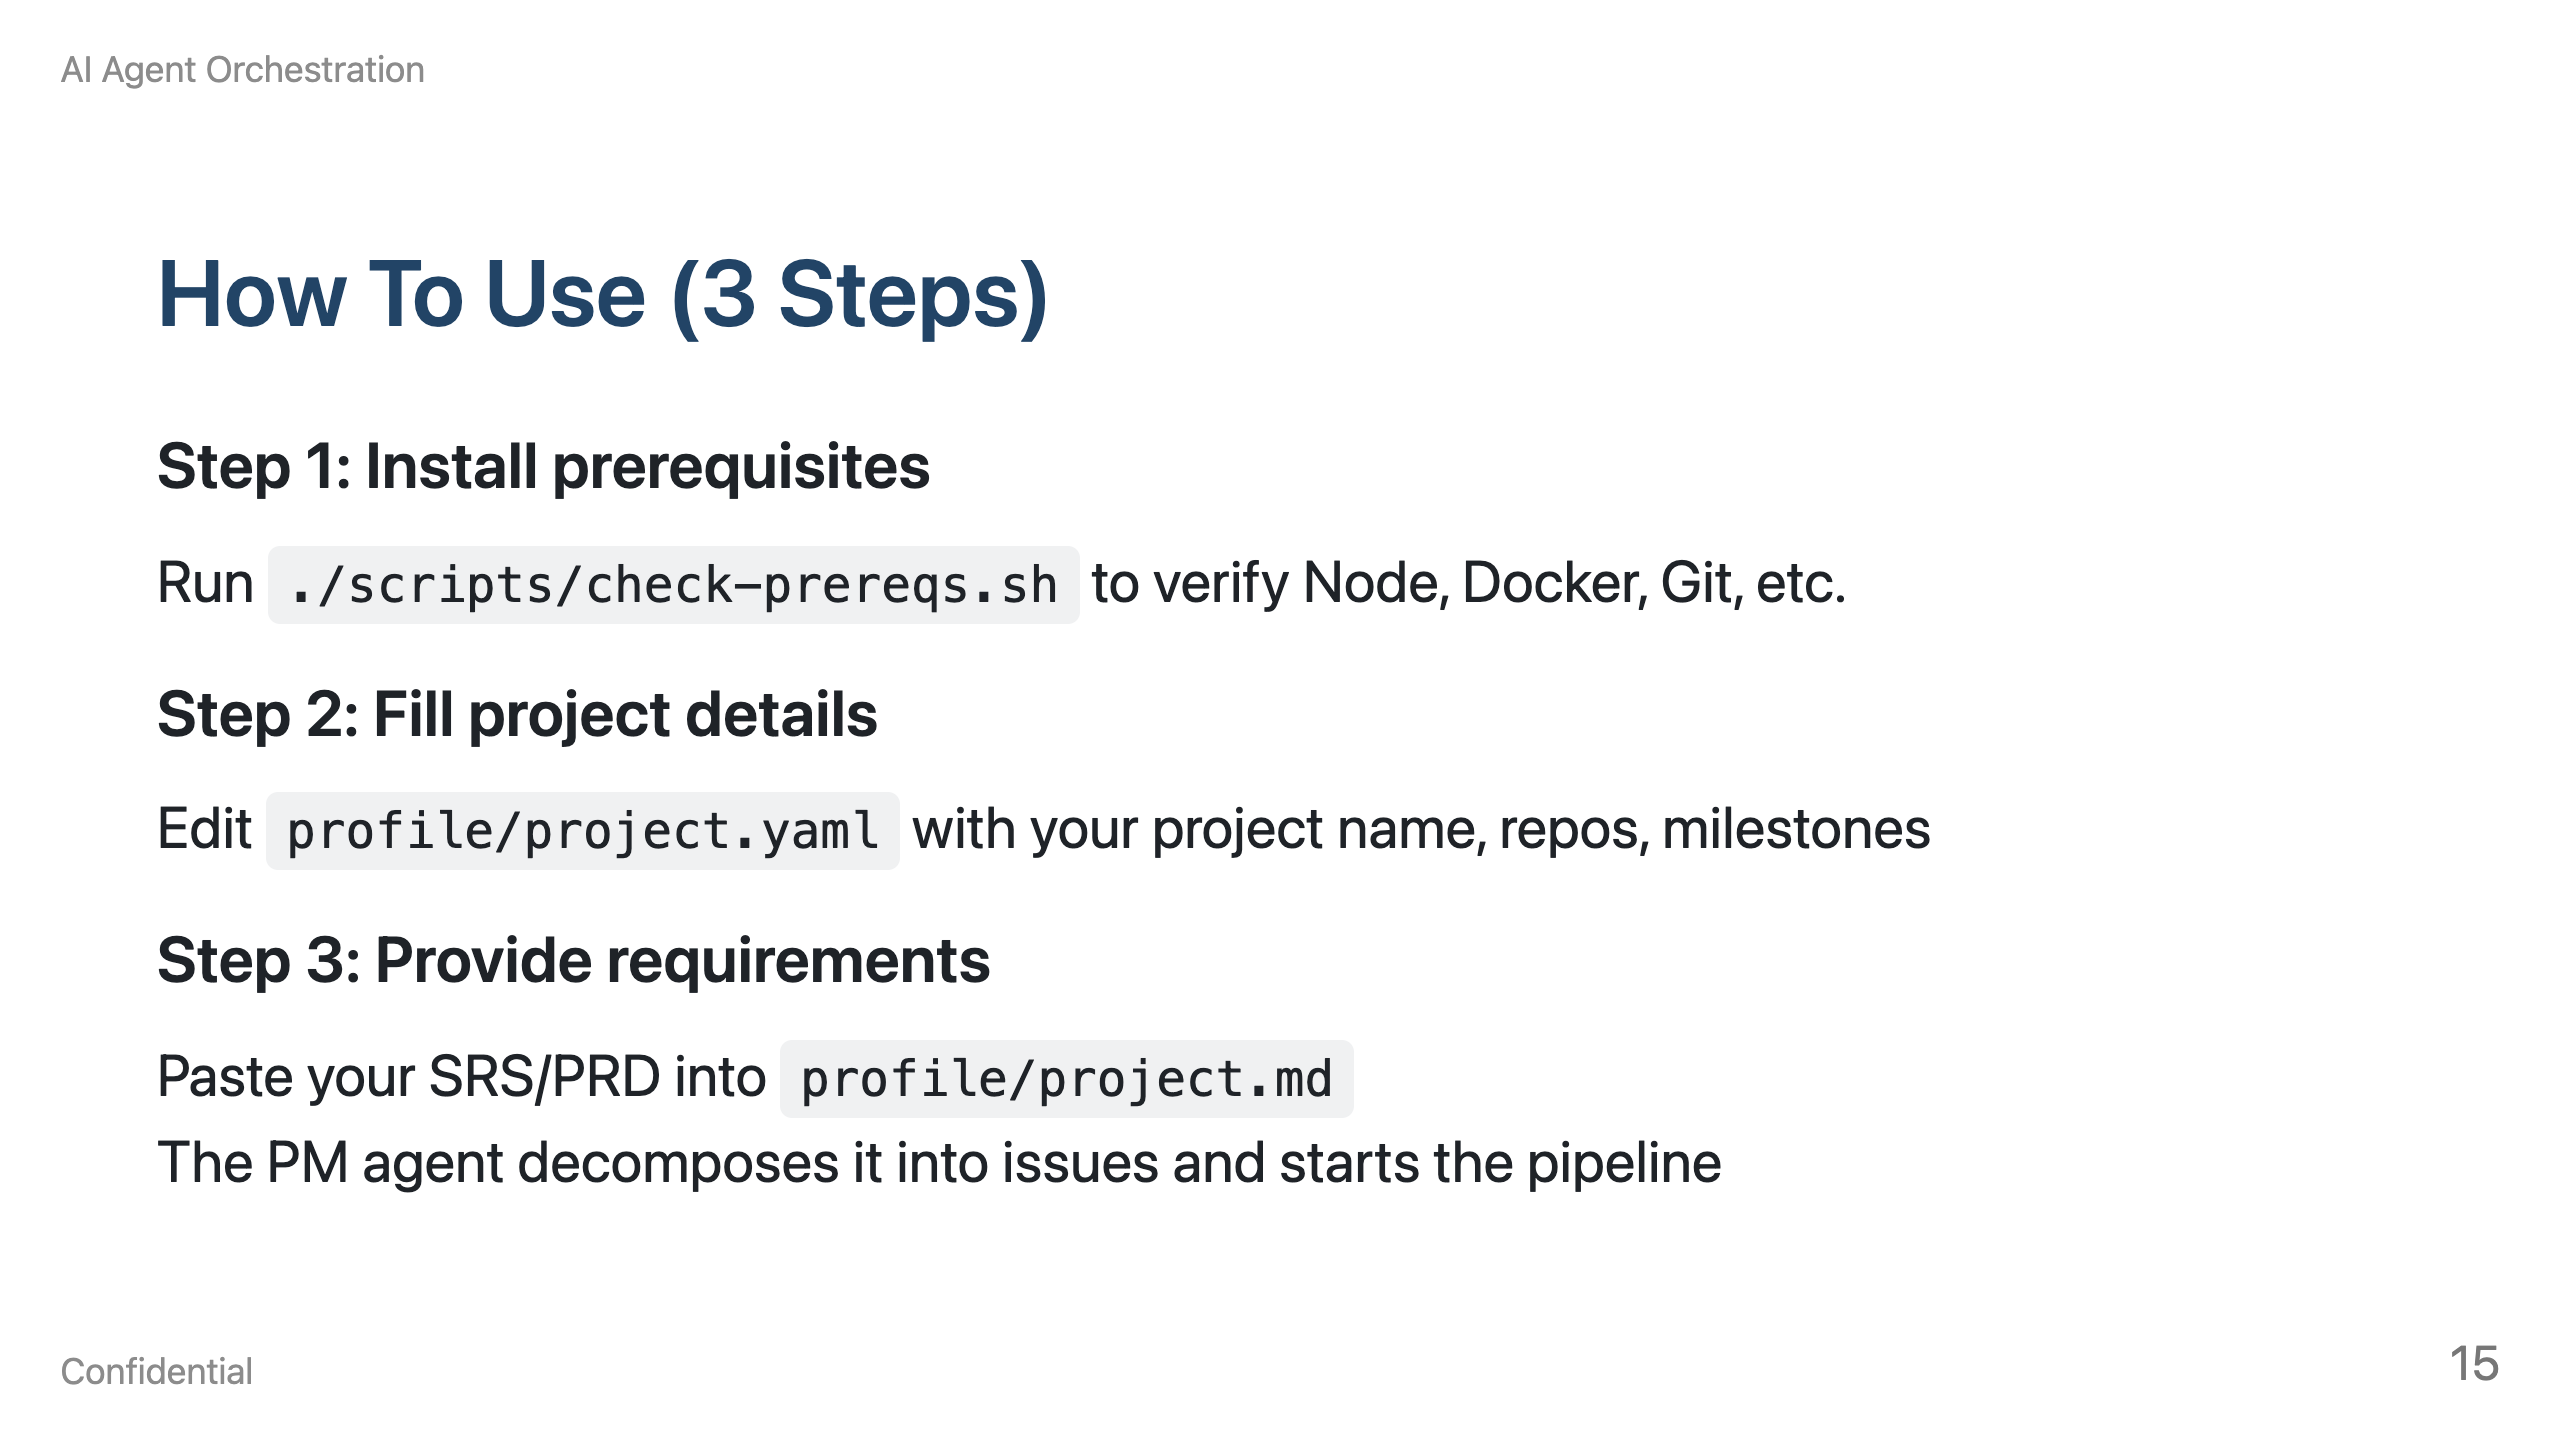 AI Agent Orchestration
How To Use (3 Steps)
Step 1: Install prerequisites
Run ./scripts/check-prereqs.sh to verify Node, Docker, Git, etc.
Step 2: Fill project details
Edit profile/project.yaml with your project name, repos, milestones
Step 3: Provide requirements
Paste your SRS/PRD into profile/project.md
The PM agent decomposes it into issues and starts the pipeline
Confidential
15